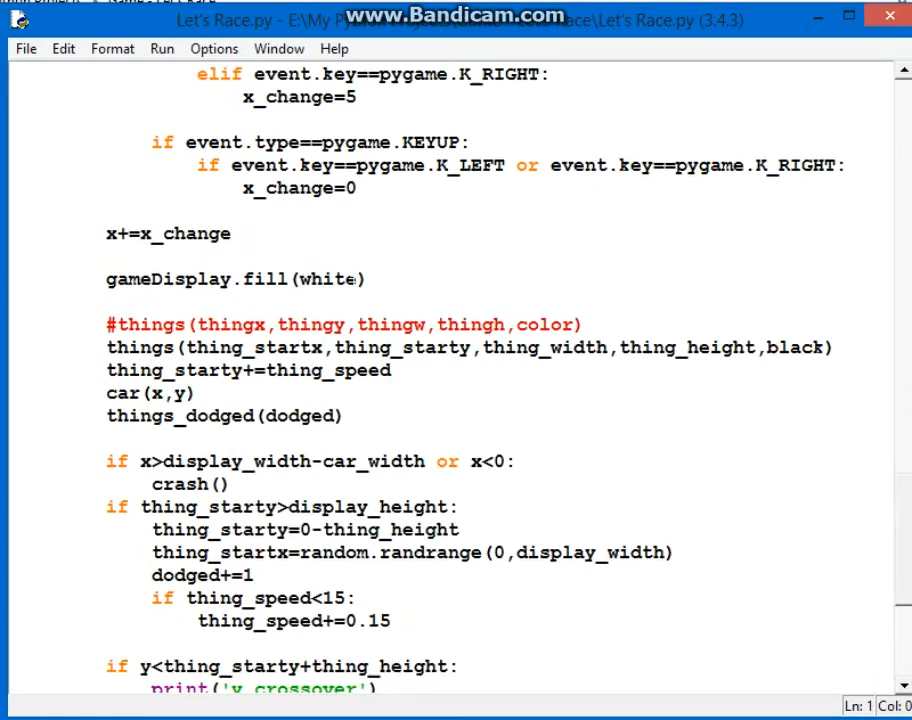 www.Bandicam.com
Let's Race.py - E:\My Race\Let's Race.py (3.4.3)
File Edit Format Run Options Window Help
elif event.key==pygame.K_RIGHT:
x_change=5
if event.type==pygame.KEYUP:
if event.key==pygame.K_LEFT or event.key==pygame.K_RIGHT:
x_change=0
x+=x_change
gameDisplay.fill(white)
#things(thingx,thingy,thingw,thingh,color)
things(thing_startx,thing_starty,thing_width,thing_height,black)
thing_starty+=thing_speed
car(x,y)
things_dodged(dodged)
if x>display_width-car_width or x<0:
crash()
if thing_starty>display_height:
thing_starty=0-thing_height
thing_startx=random.randrange(0,display_width)
dodged+=1
if thing_speed<15:
thing_speed+=0.15
if y<thing_starty+thing_height:
print('y crossover')
Ln: 1 Col: 0